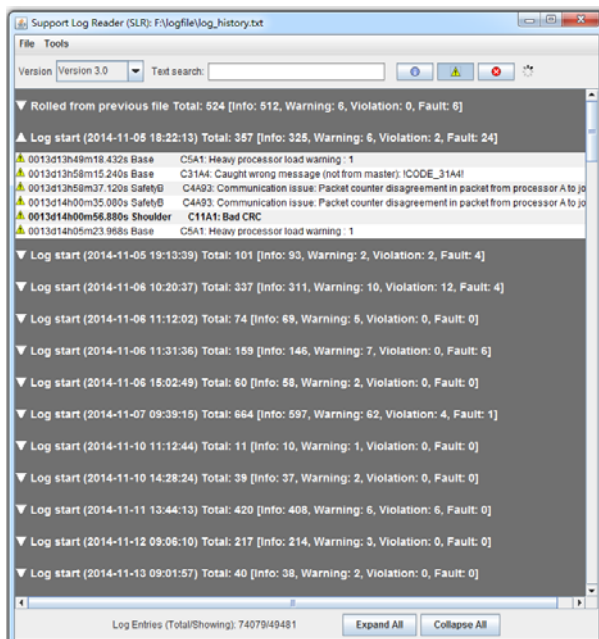 Support Log Reader (SLR): F:\logfile\log_history.txt
File Tools
Version Version 3.0 Text search:
Rolled from previous file Total: 524 [Info: 512, Warning: 6, Violation: 0, Fault: 6]
Log start (2014-11-05 18:22:13) Total: 357 [Info: 325, Warning: 6, Violation: 2, Fault: 24]
0013d13h49m18.432s Base C5A1: Heavy processor load warning : 1
0013d13h58m15.240s Base C31A4: Caught wrong message (not from master): !CODE_31A4!
0013d13h58m37.120s SafetyB C4A93: Communication issue: Packet counter disagreement in packet from processor A to jo
0013d14h00m35.080s SafetyB C4A93: Communication issue: Packet counter disagreement in packet from processor A to jo
0013d14h00m56.880s Shoulder C11A1: Bad CRC
0013d14h05m23.968s Base C5A1: Heavy processor load warning : 1
Log start (2014-11-05 19:13:39) Total: 101 [Info: 93, Warning: 2, Violation: 2, Fault: 4]
Log start (2014-11-06 10:20:37) Total: 337 [Info: 311, Warning: 10, Violation: 12, Fault: 4]
Log start (2014-11-06 11:12:02) Total: 74 [Info: 69, Warning: 5, Violation: 0, Fault: 0]
Log start (2014-11-06 11:31:36) Total: 159 [Info: 146, Warning: 7, Violation: 0, Fault: 6]
Log start (2014-11-06 15:02:49) Total: 60 [Info: 58, Warning: 2, Violation: 0, Fault: 0]
Log start (2014-11-07 09:39:15) Total: 664 [Info: 597, Warning: 62, Violation: 4, Fault: 1]
Log start (2014-11-10 11:12:44) Total: 11 [Info: 10, Warning: 1, Violation: 0, Fault: 0]
Log start (2014-11-10 14:28:24) Total: 39 [Info: 37, Warning: 2, Violation: 0, Fault: 0]
Log start (2014-11-11 13:44:13) Total: 420 [Info: 408, Warning: 6, Violation: 6, Fault: 0]
Log start (2014-11-12 09:06:10) Total: 217 [Info: 214, Warning: 3, Violation: 0, Fault: 0]
Log start (2014-11-13 09:01:57) Total: 40 [Info: 38, Warning: 2, Violation: 0, Fault: 0]
Log Entries (Total/Showing): 74079/49481 Expand All Collapse All